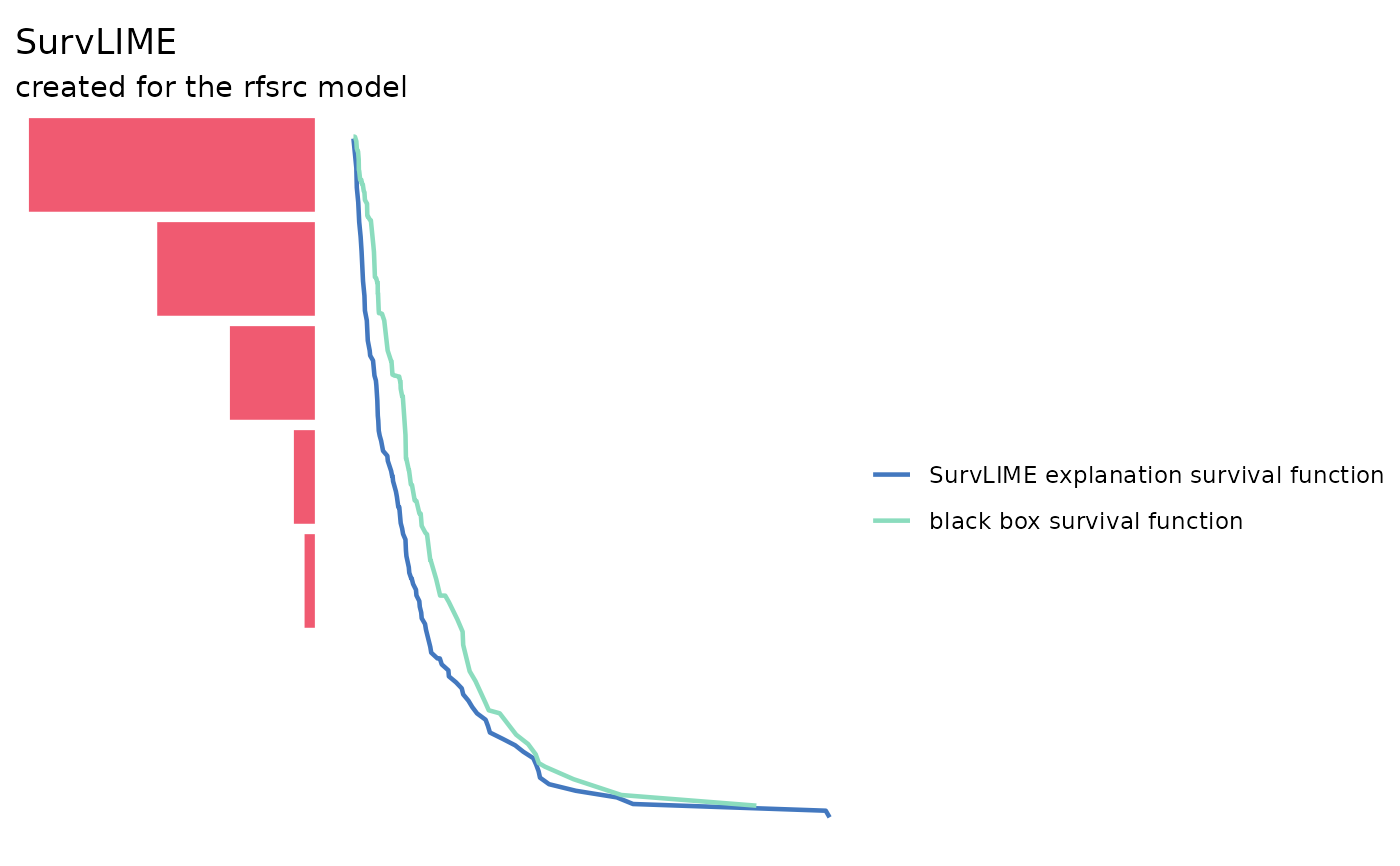 SurvLIME
created for the rfsrc model
SurvLIME explanation survival function
black box survival function